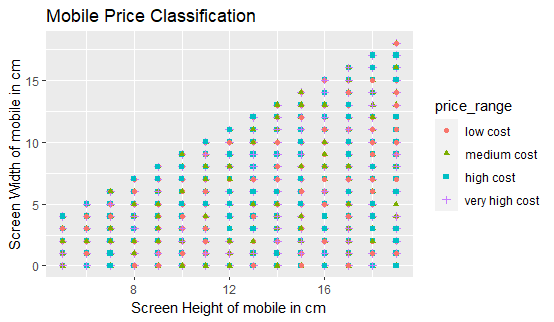 Mobile Price Classification
Screen Width of mobile in cm
15
10
5
0
8
12
16
Screen Height of mobile in cm
price_range
low cost
medium cost
high cost
very high cost